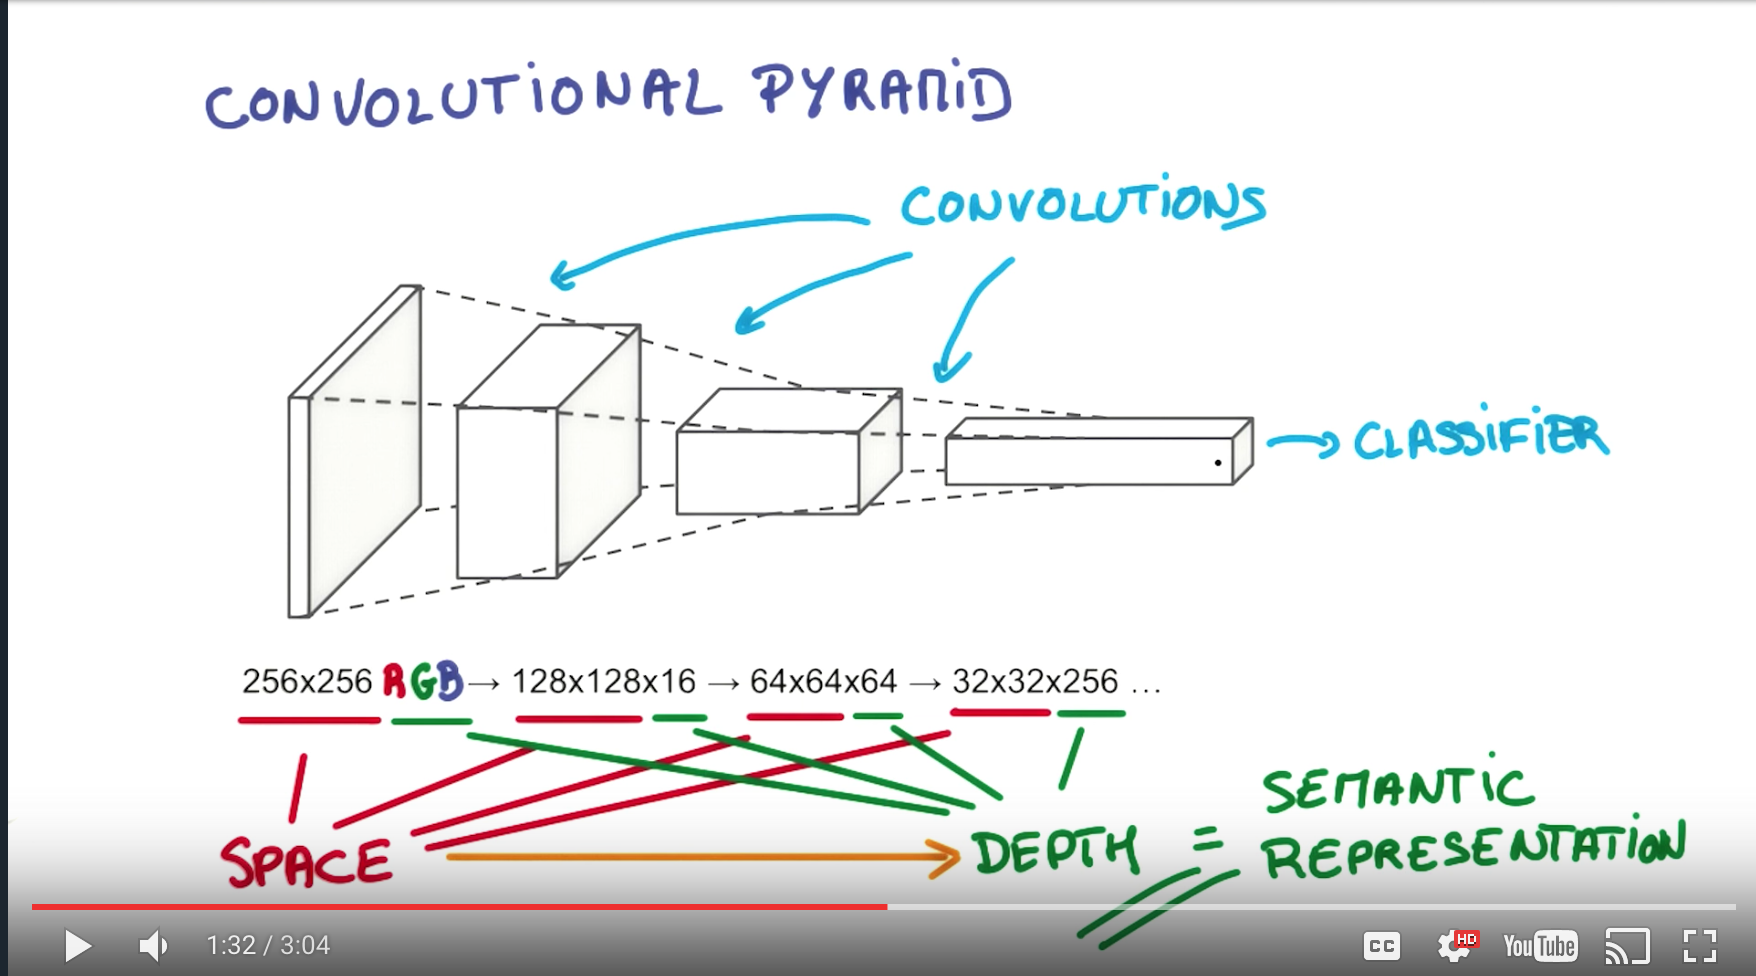 CONVOLUTIONAL PYRAMID
CONVOLUTIONS
CLASSIFIER
256x256 RGB → 128x128x16 → 64x64x64 → 32x32x256 ...
SPACE → DEPTH = SEMANTIC REPRESENTATION
1:32 / 3:04
CC
HD
YouTube